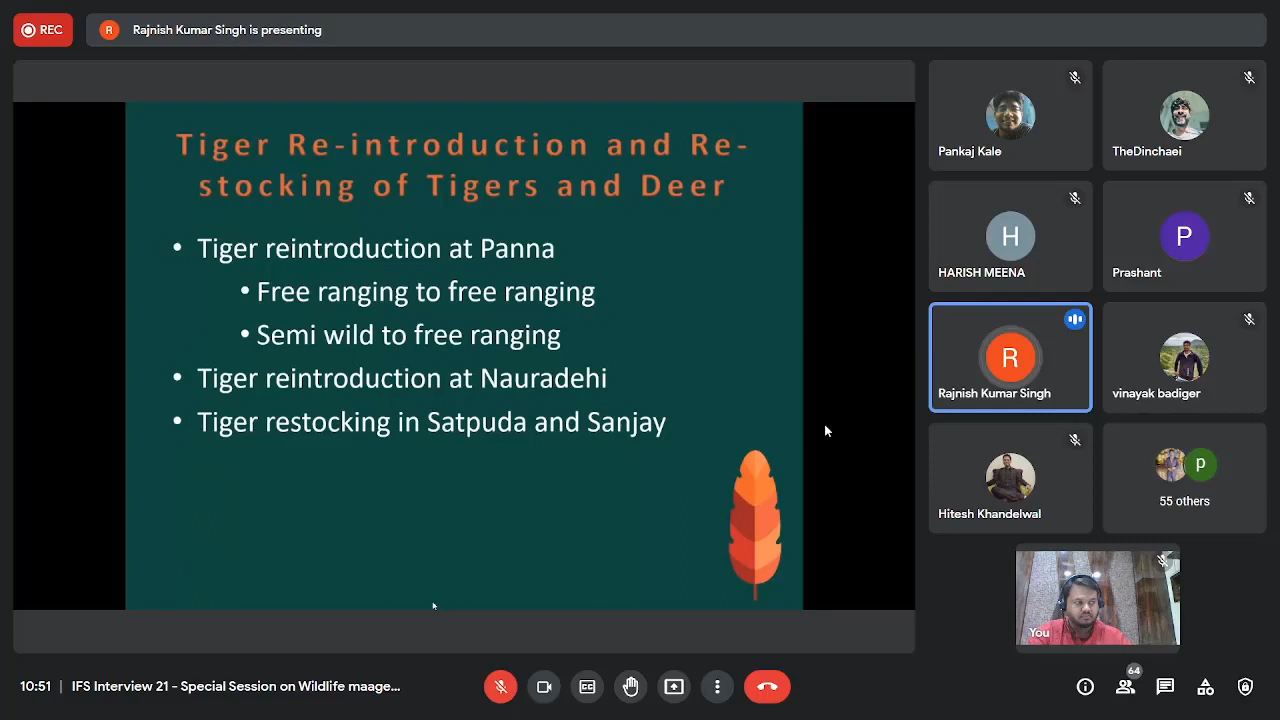 REC
R
Rajnish Kumar Singh is presenting
Tiger Re-introduction and Re-
stocking of Tigers and Deer
• Tiger reintroduction at Panna
• Free ranging to free ranging
• Semi wild to free ranging
• Tiger reintroduction at Nauradehi
• Tiger restocking in Satpuda and Sanjay
Pankaj Kale
TheDinchaei
H
HARISH MEENA
P
Prashant
R
Rajnish Kumar Singh
vinayak badiger
Hitesh Khandelwal
p
55 others
You
10:51 | IFS Interview 21 - Special Session on Wildlife maage...
CC
64